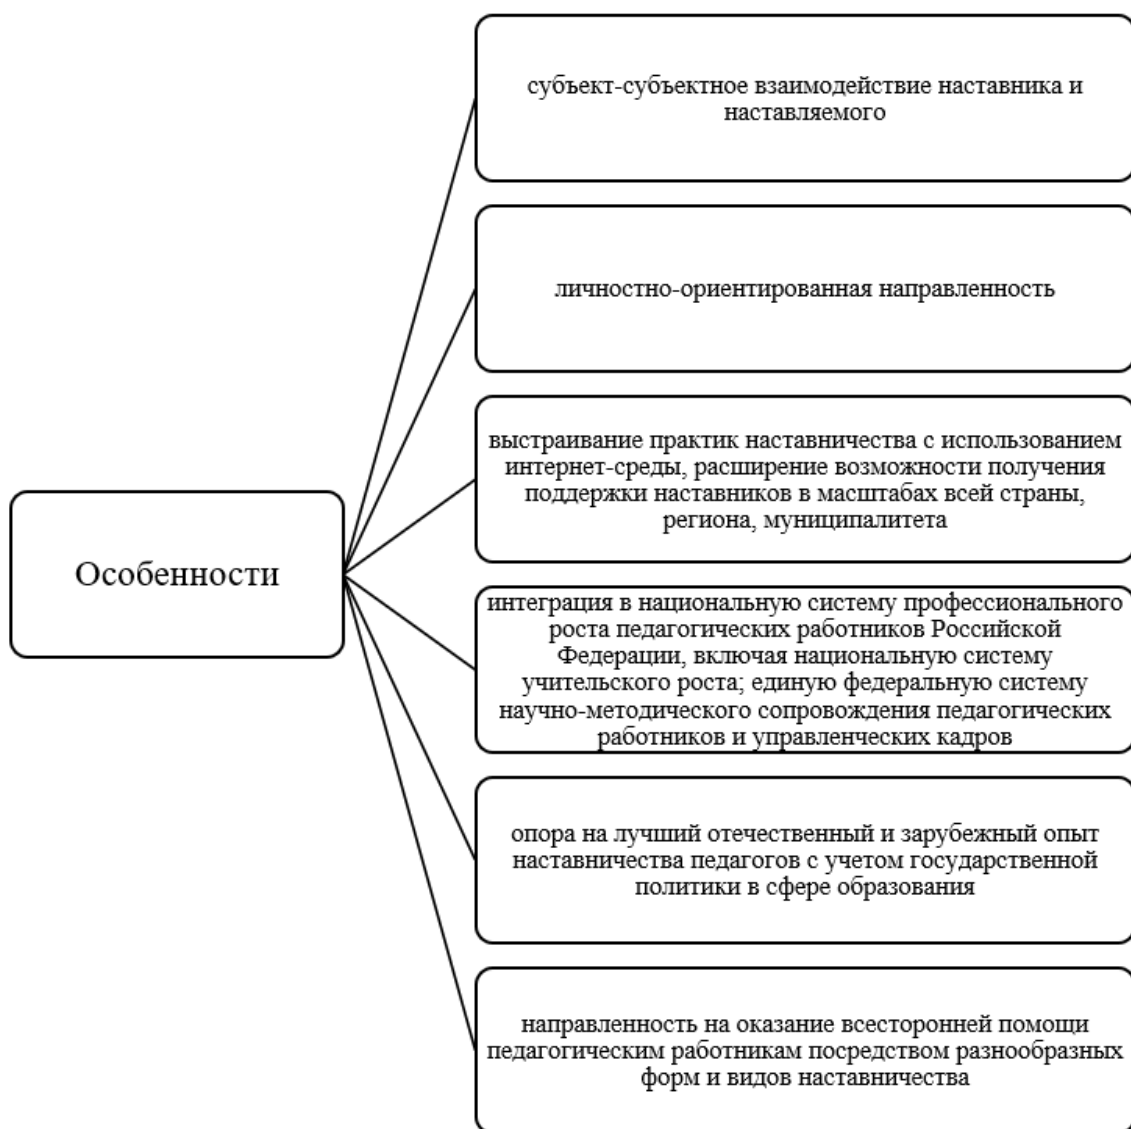 субъект-субъектное взаимодействие наставника и
наставляемого
личностно-ориентированная направленность
выстраивание практик наставничества с использованием
интернет-среды, расширение возможности получения
поддержки наставников в масштабах всей страны,
региона, муниципалитета
Особенности
интеграция в национальную систему профессионального
роста педагогических работников Российской
Федерации, включая национальную систему
учительского роста; единую федеральную систему
научно-методического сопровождения педагогических
работников и управленческих кадров
опора на лучший отечественный и зарубежный опыт
наставничества педагогов с учетом государственной
политики в сфере образования
направленность на оказание всесторонней помощи
педагогическим работникам посредством разнообразных
форм и видов наставничества